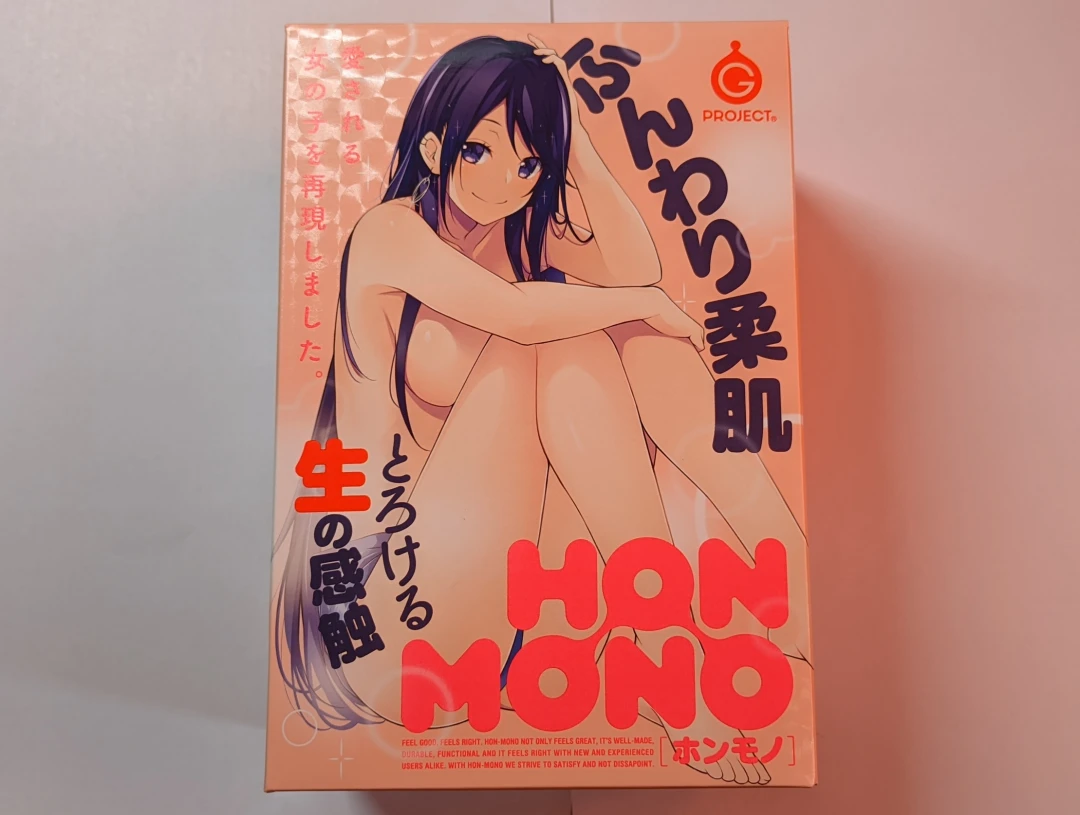 愛される
女の子を再現しました。
ふんわり柔肌
G
PROJECT®
とろける
生の感触
HON
MONO
FEEL GOOD, FEELS RIGHT. HON-MONO NOT ONLY FEELS GREAT, IT'S WELL-MADE,
DURABLE, FUNCTIONAL AND IT FEELS RIGHT WITH NEW AND EXPERIENCED
USERS ALIKE. WITH HON-MONO WE STRIVE TO SATISFY AND NOT DISSAPOINT.
[ホンモノ]